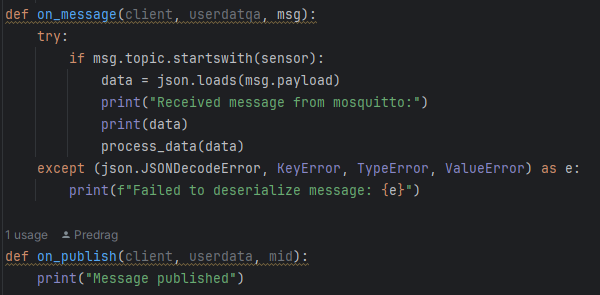 def on_message(client, userdatqa, msg):
    try:
        if msg.topic.startswith(sensor):
            data = json.loads(msg.payload)
            print("Received message from mosquitto:")
            print(data)
            process_data(data)
    except (json.JSONDecodeError, KeyError, TypeError, ValueError) as e:
        print(f"Failed to deserialize message: {e}")
1 usage Predrag
def on_publish(client, userdata, mid):
    print("Message published")